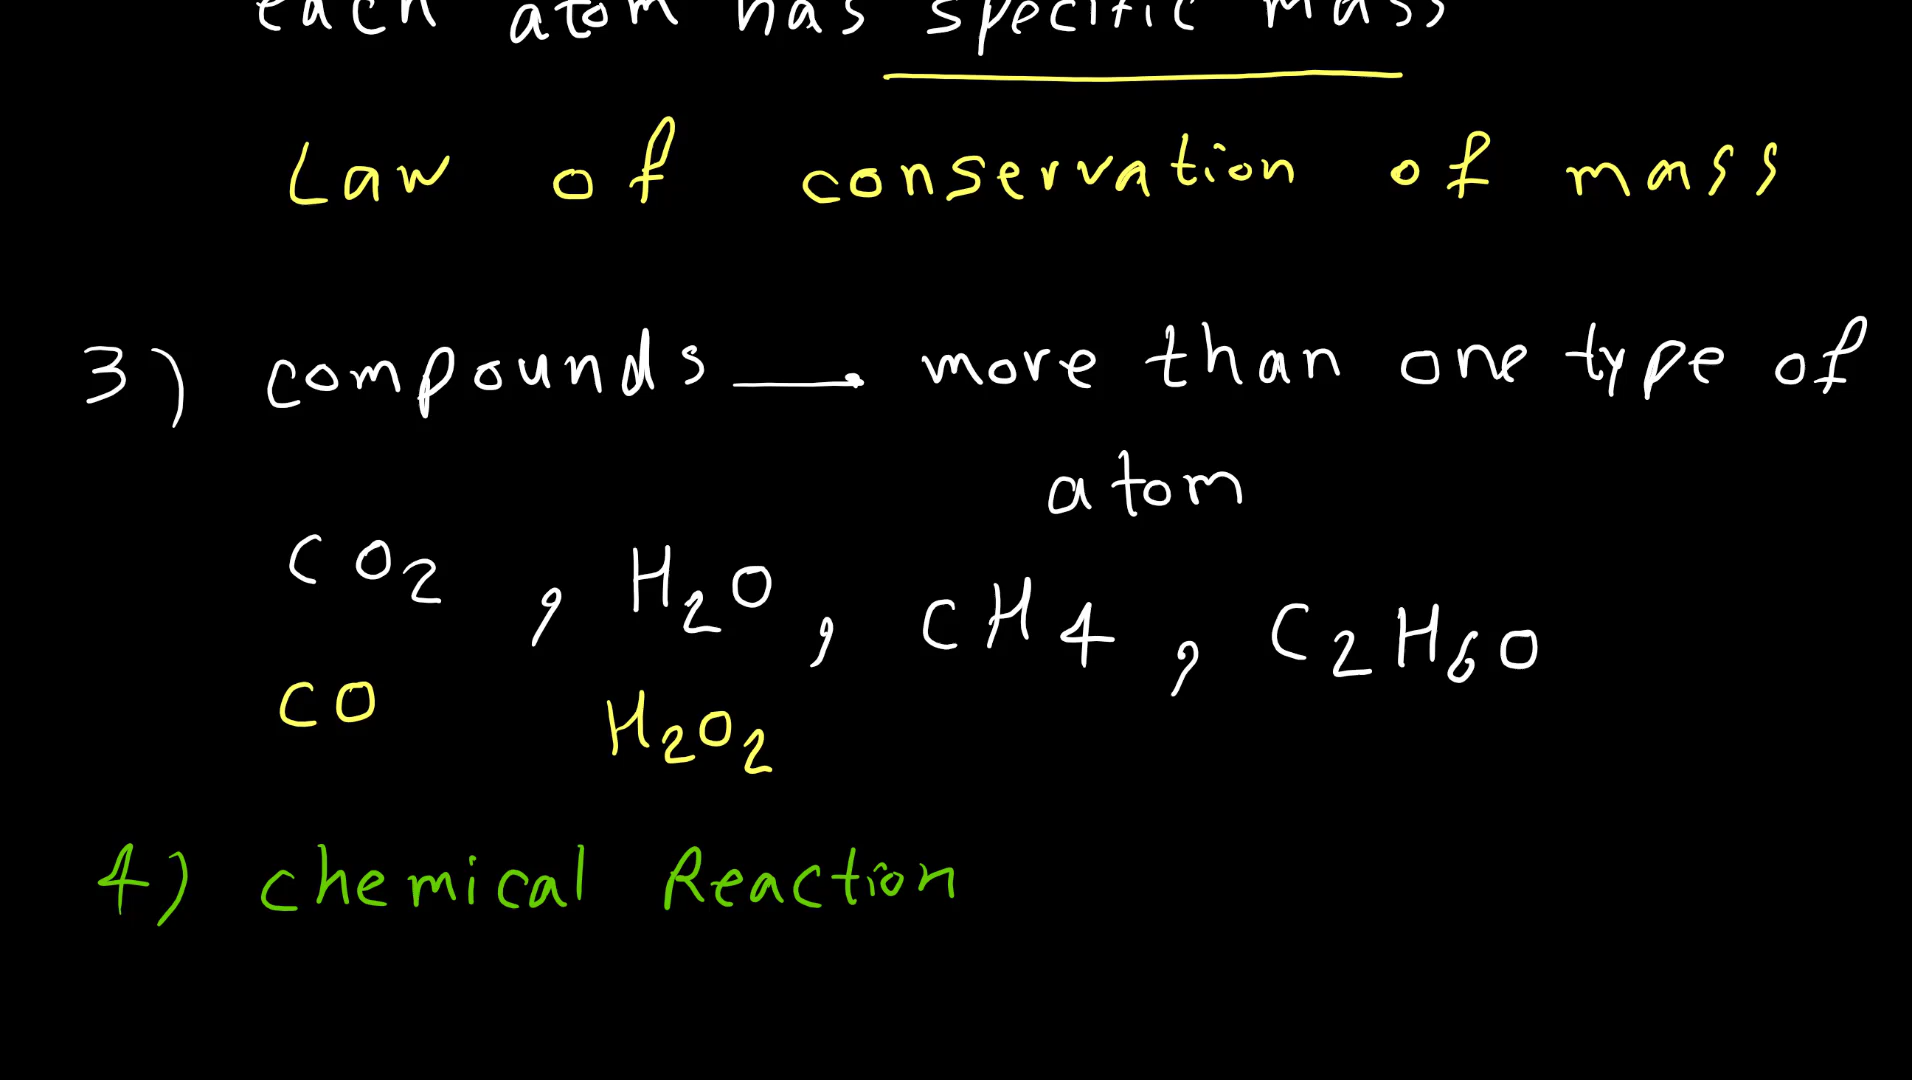 each atom has specific mass
Law of conservation of mass
3) compounds → more than one type of
atom
CO2 , H2O , CH4 , C2H6O
CO H2O2
4) chemical Reaction